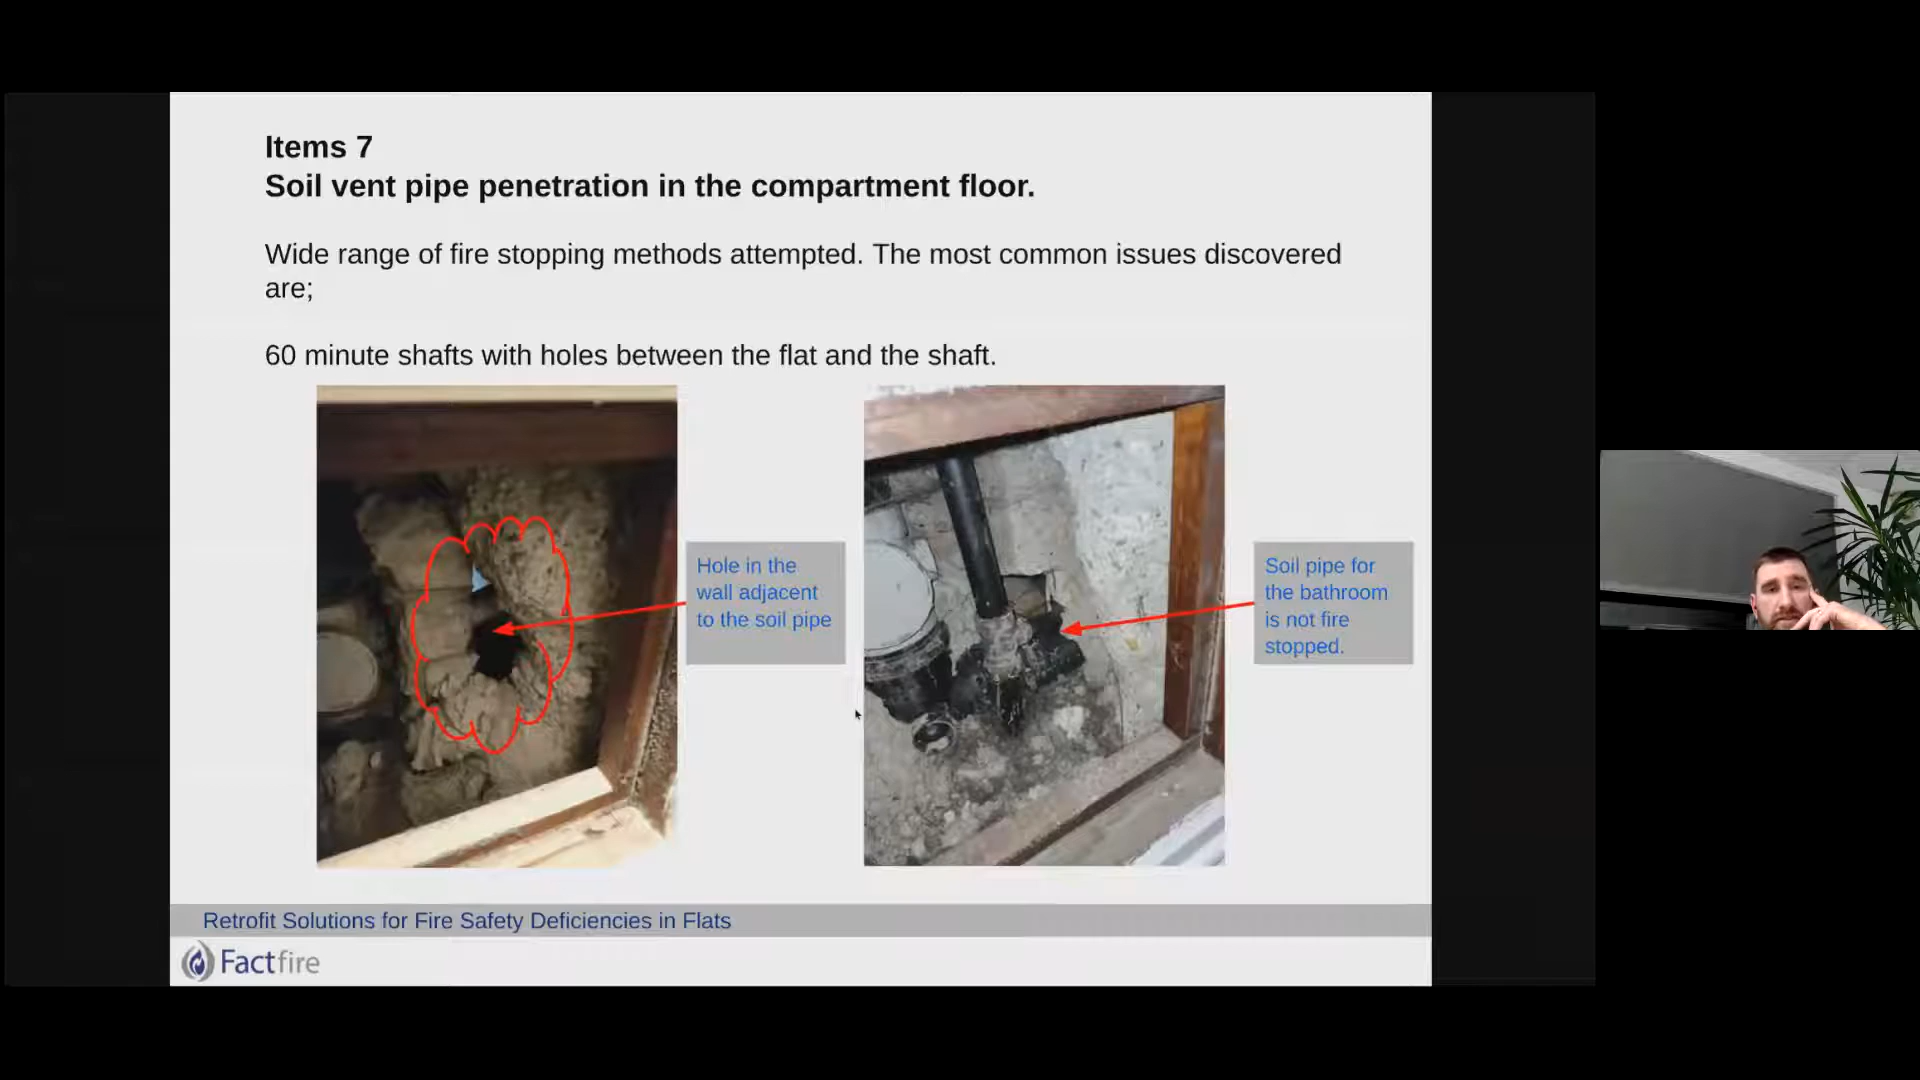 Items 7
Soil vent pipe penetration in the compartment floor.
Wide range of fire stopping methods attempted. The most common issues discovered
are;
60 minute shafts with holes between the flat and the shaft.
Hole in the
wall adjacent
to the soil pipe
Soil pipe for
the bathroom
is not fire
stopped.
Retrofit Solutions for Fire Safety Deficiencies in Flats
Factfire